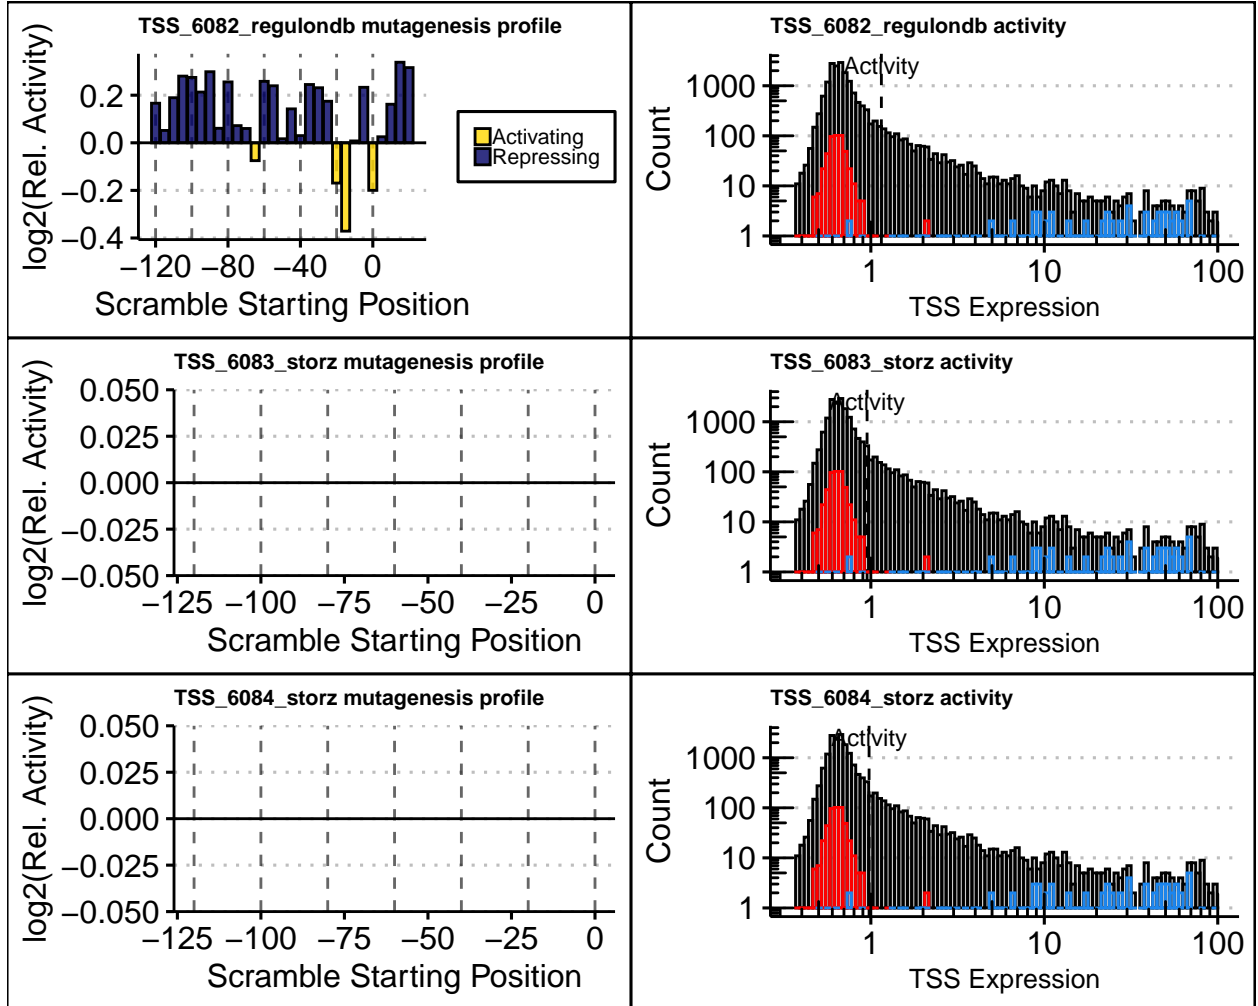 TSS_6082_regulondb mutagenesis profile
log2(Rel. Activity)
0.2
0.0
−0.2
−0.4
−120 −80 −40 0
Scramble Starting Position
Activating
Repressing
TSS_6082_regulondb activity
Activity
Count
1000
100
10
1
1 10 100
TSS Expression
TSS_6083_storz mutagenesis profile
log2(Rel. Activity)
0.050
0.025
0.000
−0.025
−0.050
−125 −100 −75 −50 −25 0
Scramble Starting Position
TSS_6083_storz activity
Activity
Count
1000
100
10
1
1 10 100
TSS Expression
TSS_6084_storz mutagenesis profile
log2(Rel. Activity)
0.050
0.025
0.000
−0.025
−0.050
−125 −100 −75 −50 −25 0
Scramble Starting Position
TSS_6084_storz activity
Activity
Count
1000
100
10
1
1 10 100
TSS Expression